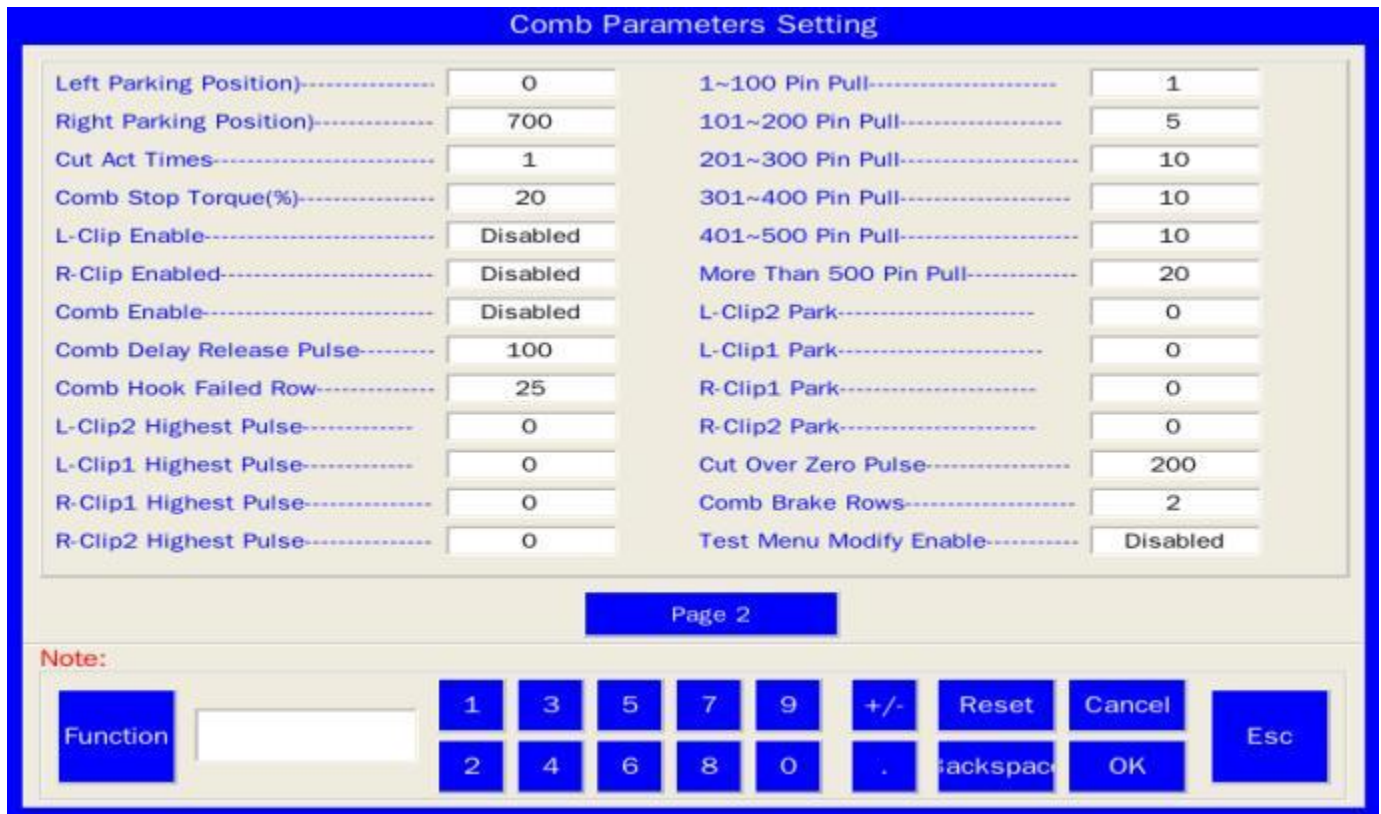 Comb Parameters Setting
Left Parking Position)---------------- 0
Right Parking Position)-------------- 700
Cut Act Times-------------------------- 1
Comb Stop Torque(%)---------------- 20
L-Clip Enable--------------------------- Disabled
R-Clip Enabled------------------------- Disabled
Comb Enable--------------------------- Disabled
Comb Delay Release Pulse--------- 100
Comb Hook Failed Row-------------- 25
L-Clip2 Highest Pulse------------- 0
L-Clip1 Highest Pulse------------- 0
R-Clip1 Highest Pulse--------------- 0
R-Clip2 Highest Pulse--------------- 0
1~100 Pin Pull---------------------- 1
101~200 Pin Pull------------------- 5
201~300 Pin Pull--------------------- 10
301~400 Pin Pull-------------------- 10
401~500 Pin Pull--------------------- 10
More Than 500 Pin Pull------------- 20
L-Clip2 Park----------------------- 0
L-Clip1 Park------------------------ 0
R-Clip1 Park----------------------- 0
R-Clip2 Park----------------------- 0
Cut Over Zero Pulse----------------- 200
Comb Brake Rows-------------------- 2
Test Menu Modify Enable----------- Disabled
Page 2
Note:
Function
1 3 5 7 9 +/- Reset Cancel
2 4 6 8 0 . Backspace OK
Esc